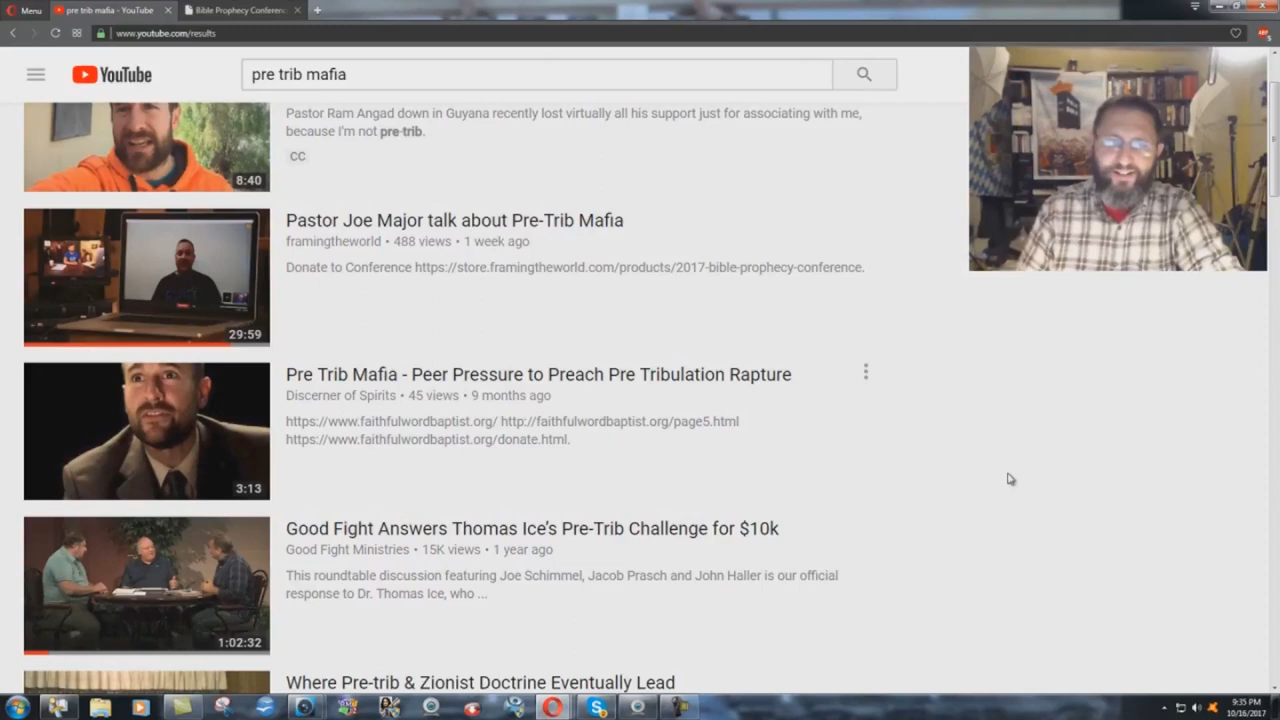 Menu
pre trib mafia - YouTube
Bible Prophecy Conferenc
www.youtube.com/results
YouTube
pre trib mafia
Pastor Ram Angad down in Guyana recently lost virtually all his support just for associating with me,
because i'm not pre-trib.
CC
8:40
Pastor Joe Major talk about Pre-Trib Mafia
framingtheworld • 488 views • 1 week ago
Donate to Conference https://store.framingtheworld.com/products/2017-bible-prophecy-conference.
29:59
Pre Trib Mafia - Peer Pressure to Preach Pre Tribulation Rapture
Discerner of Spirits • 45 views • 9 months ago
https://www.faithfulwordbaptist.org/ http://faithfulwordbaptist.org/page5.html
https://www.faithfulwordbaptist.org/donate.html.
3:13
Good Fight Answers Thomas Ice's Pre-Trib Challenge for $10k
Good Fight Ministries • 15K views • 1 year ago
This roundtable discussion featuring Joe Schimmel, Jacob Prasch and John Haller is our official
response to Dr. Thomas Ice, who ...
1:02:32
Where Pre-trib & Zionist Doctrine Eventually Lead
9:35 PM
10/16/2017